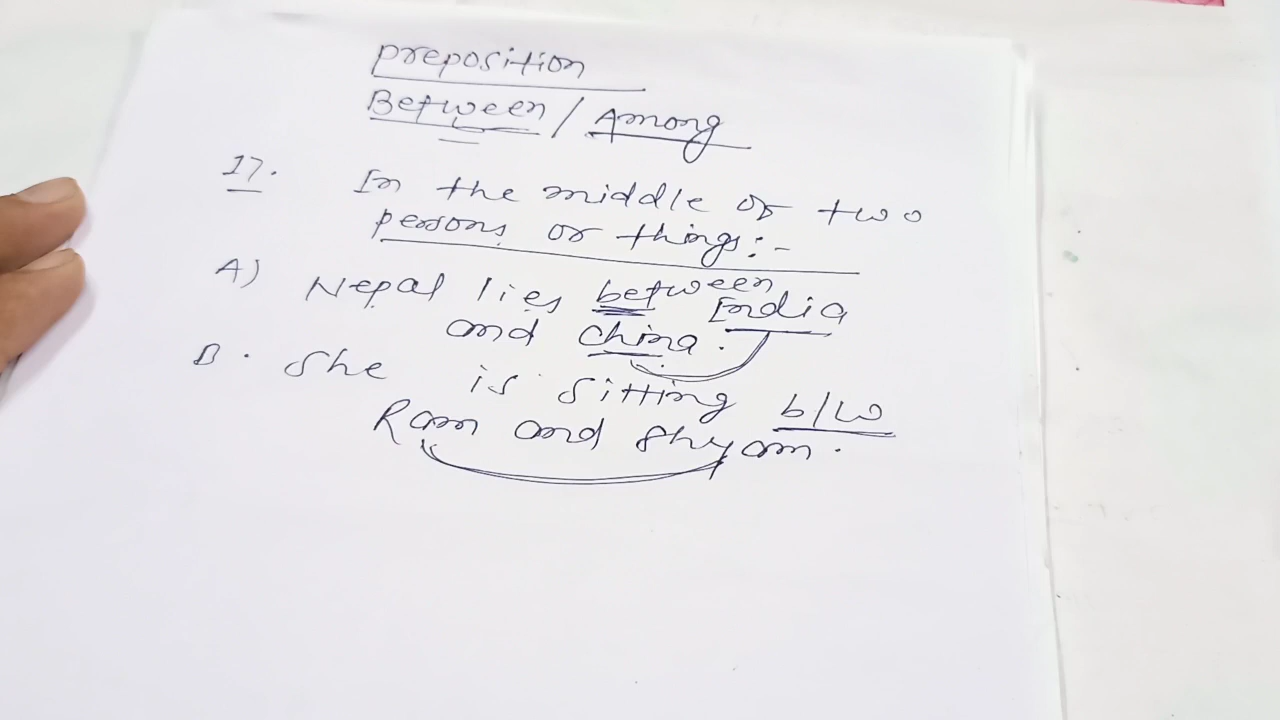 preposition
Between / Among
17. In the middle of two
persons or things:-
A) Nepal lies between India
and China.
B. She is sitting b/w
Ram and Shyam.